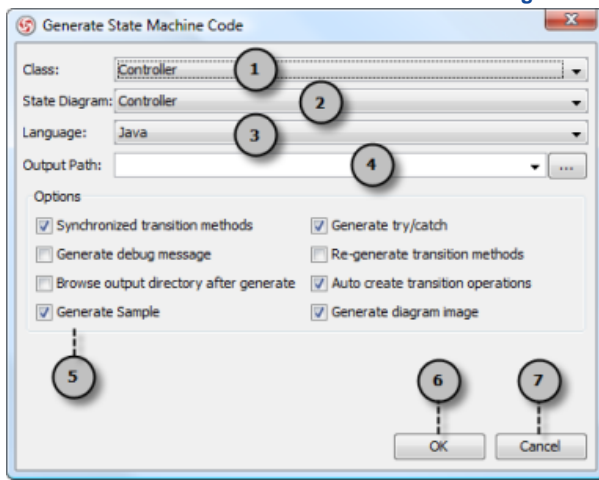 Generate State Machine Code
Class: Controller 1
State Diagram: Controller 2
Language: Java 3
Output Path: 4 ...
Options
Synchronized transition methods Generate try/catch
Generate debug message Re-generate transition methods
Browse output directory after generate Auto create transition operations
Generate Sample Generate diagram image
5 6 7
OK Cancel